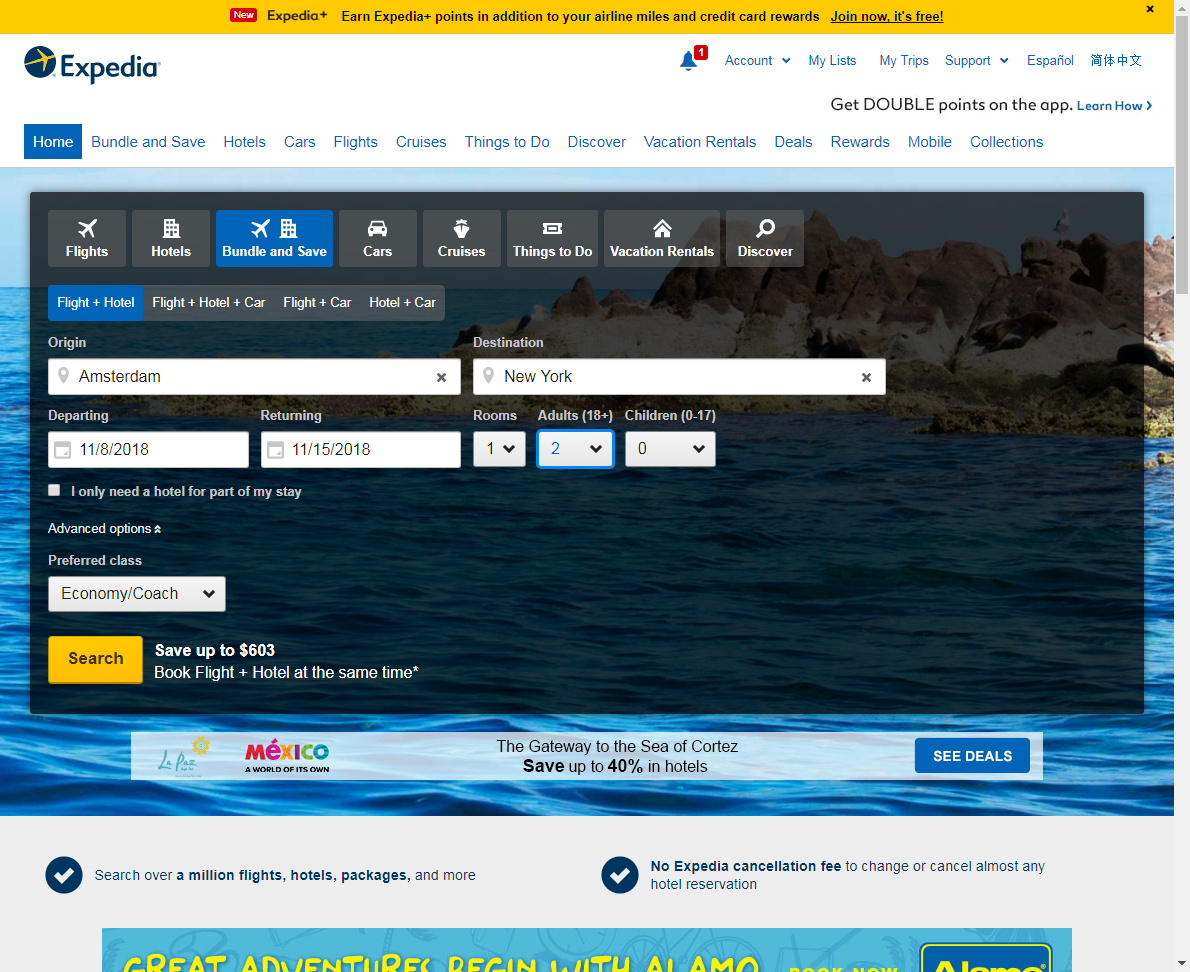 New Expedia+ Earn Expedia+ points in addition to your airline miles and credit card rewards Join now, it's free!
Expedia
1 Account My Lists My Trips Support Español 简体中文
Get DOUBLE points on the app. Learn How
Home Bundle and Save Hotels Cars Flights Cruises Things to Do Discover Vacation Rentals Deals Rewards Mobile Collections
Flights Hotels Bundle and Save Cars Cruises Things to Do Vacation Rentals Discover
Flight + Hotel Flight + Hotel + Car Flight + Car Hotel + Car
Origin Destination
Amsterdam New York
Departing Returning Rooms Adults (18+) Children (0-17)
11/8/2018 11/15/2018 1 2 0
I only need a hotel for part of my stay
Advanced options
Preferred class
Economy/Coach
Search Save up to $603
Book Flight + Hotel at the same time*
La Paz MéXICO The Gateway to the Sea of Cortez SEE DEALS
A WORLD OF ITS OWN Save up to 40% in hotels
Search over a million flights, hotels, packages, and more
No Expedia cancellation fee to change or cancel almost any
hotel reservation
GREAT ADVENTURES BEGIN WITH ALAMO BOOK NOW Alamo